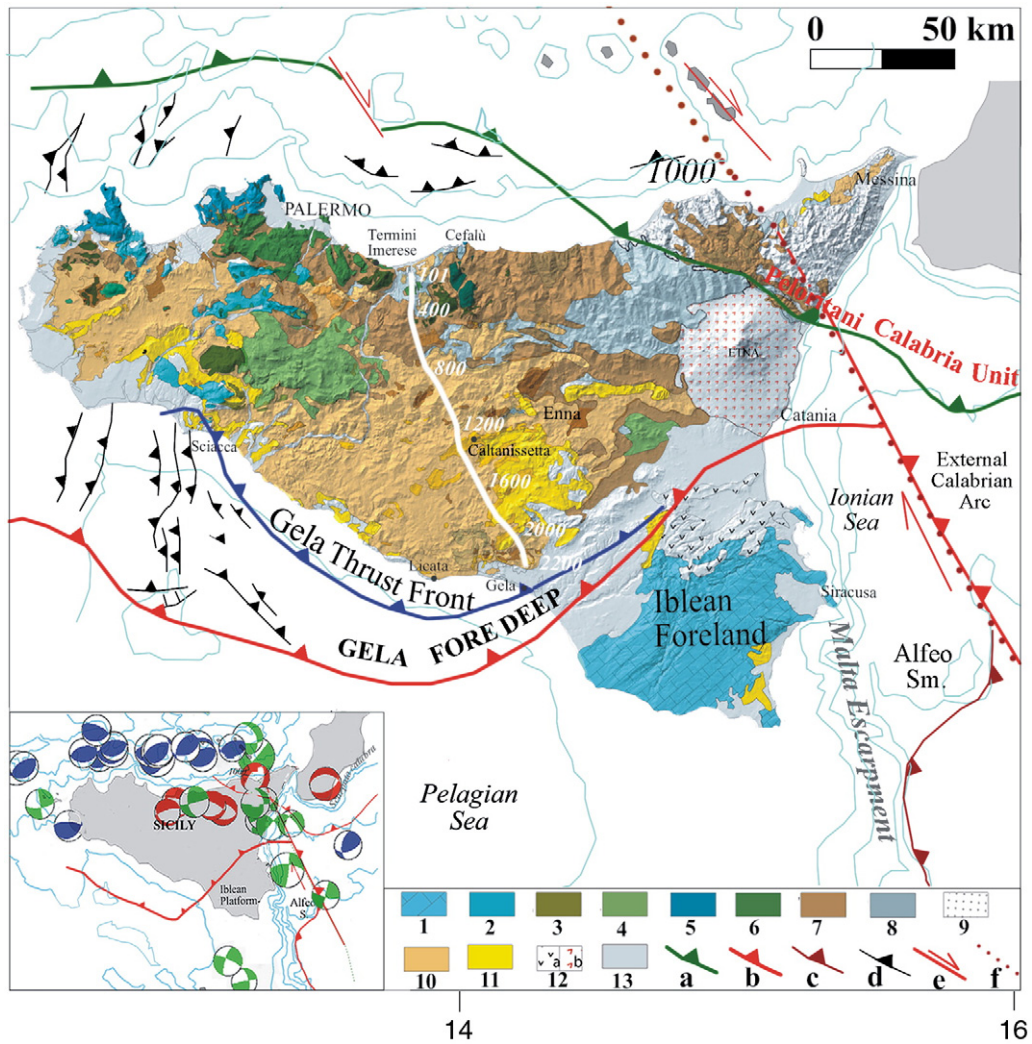 0 50 km
1000
Messina
PALERMO
Termini
Imerese
Cefalù
101
400
800
ETNA
Peloritani Calabria Unit
Enna
1200
Caltanissetta
Catania
Sciacca
1600
External
Calabrian
Arc
Ionian
Sea
2000
2200
Gela Thrust Front
Licata
Gela
GELA FORE DEEP
Iblean
Foreland
Siracusa
Malta Escarpment
Alfeo
Sm.
Pelagian
Sea
SICILY
Iblean
Platform
Alfeo
S.
1 2 3 4 5 6 7 8 9
a b
10 11 12 13 a b c d e f
14 16